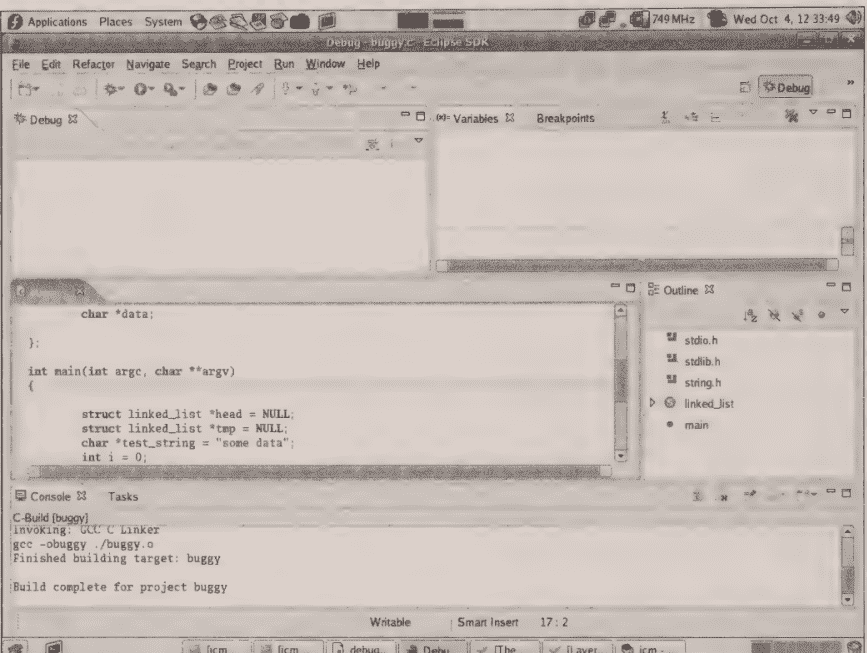 Applications Places System 749 MHz Wed Oct 4, 12 33:49
Debug - buggy.c - Eclipse SDK
File Edit Refactor Navigate Search Project Run Window Help
Debug
Debug
(x)= Variables Breakpoints
char *data;
};
int main(int argc, char **argv)
{
struct linked_list *head = NULL;
struct linked_list *tmp = NULL;
char *test_string = "some data";
int i = 0;
Outline
stdio.h
stdlib.h
string.h
linked_list
main
Console Tasks
C-Build [buggy]
Invoking: GCC C Linker
gcc -obuggy ./buggy.o
Finished building target: buggy
Build complete for project buggy
Writable Smart Insert 17 : 2
debug... Debu